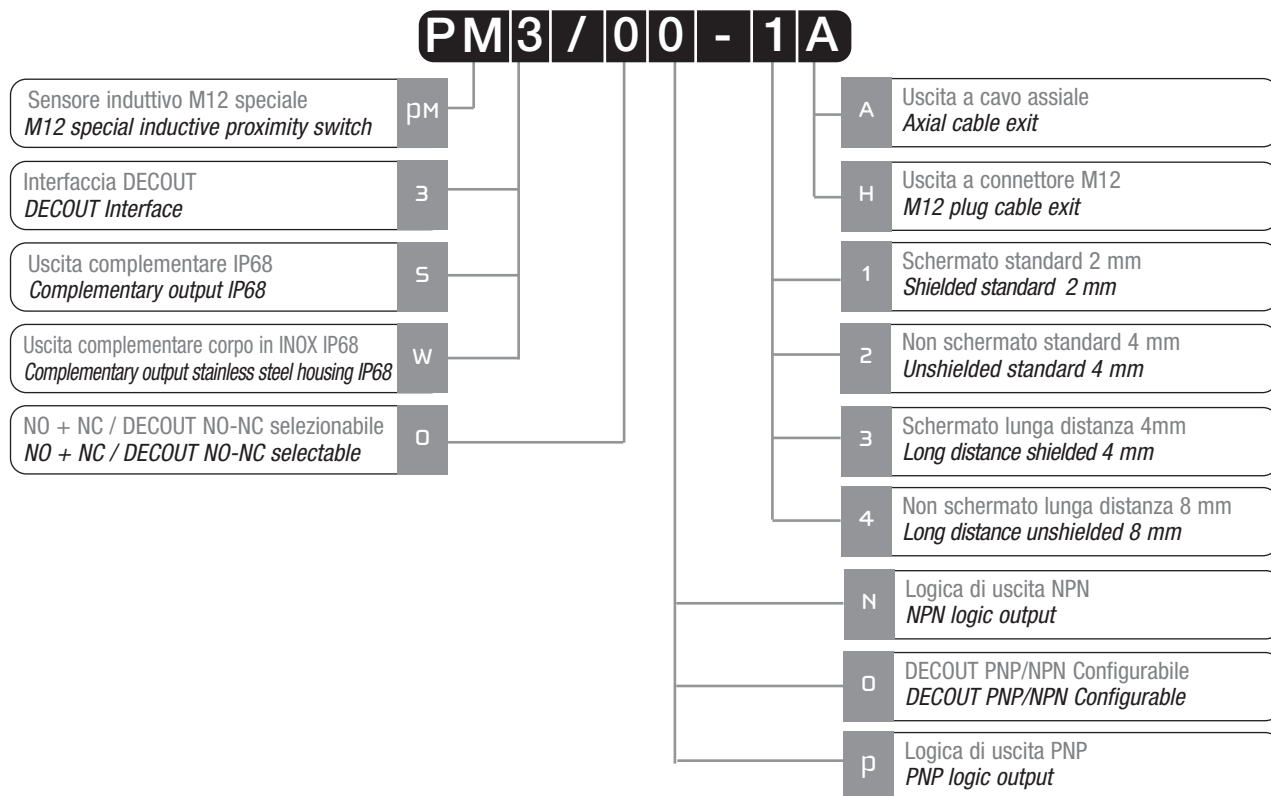 PM3/00-1A
Sensore induttivo M12 speciale
M12 special inductive proximity switch
PM
Interfaccia DECOUT
DECOUT Interface
3
Uscita complementare IP68
Complementary output IP68
S
Uscita complementare corpo in INOX IP68
Complementary output stainless steel housing IP68
W
NO + NC / DECOUT NO-NC selezionabile
NO + NC / DECOUT NO-NC selectable
0
A
Uscita a cavo assiale
Axial cable exit
H
Uscita a connettore M12
M12 plug cable exit
1
Schermato standard 2 mm
Shielded standard 2 mm
2
Non schermato standard 4 mm
Unshielded standard 4 mm
3
Schermato lunga distanza 4mm
Long distance shielded 4 mm
4
Non schermato lunga distanza 8 mm
Long distance unshielded 8 mm
N
Logica di uscita NPN
NPN logic output
0
DECOUT PNP/NPN Configurabile
DECOUT PNP/NPN Configurable
P
Logica di uscita PNP
PNP logic output